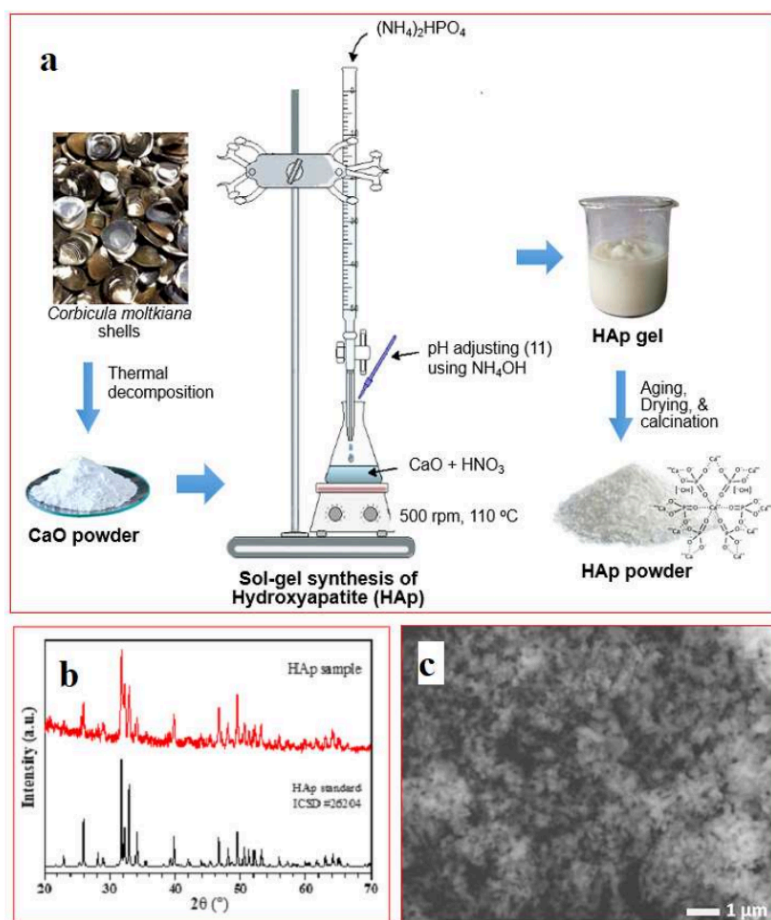 a
(NH₄)₂HPO₄
Corbicula moltkiana
shells
Thermal
decomposition
CaO powder
pH adjusting (11)
using NH₄OH
CaO + HNO₃
500 rpm, 110 ºC
Sol-gel synthesis of
Hydroxyapatite (HAp)
HAp gel
Aging,
Drying, &
calcination
HAp powder
b
HAp sample
HAp standard
ICSD #26204
Intensity (a.u.)
20 30 40 50 60 70
2θ (°)
c
1 µm